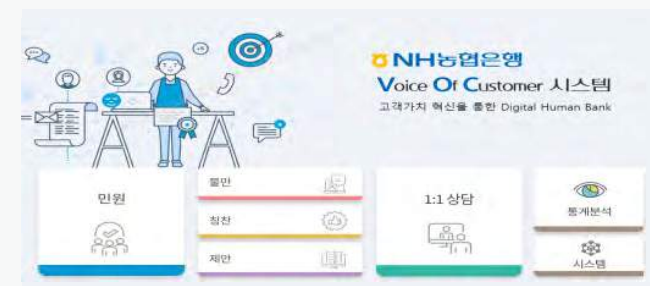 NH농협은행
Voice Of Customer 시스템
고객가치 혁신을 통한 Digital Human Bank
민원
불만
칭찬
제안
1:1 상담
통계분석
시스템